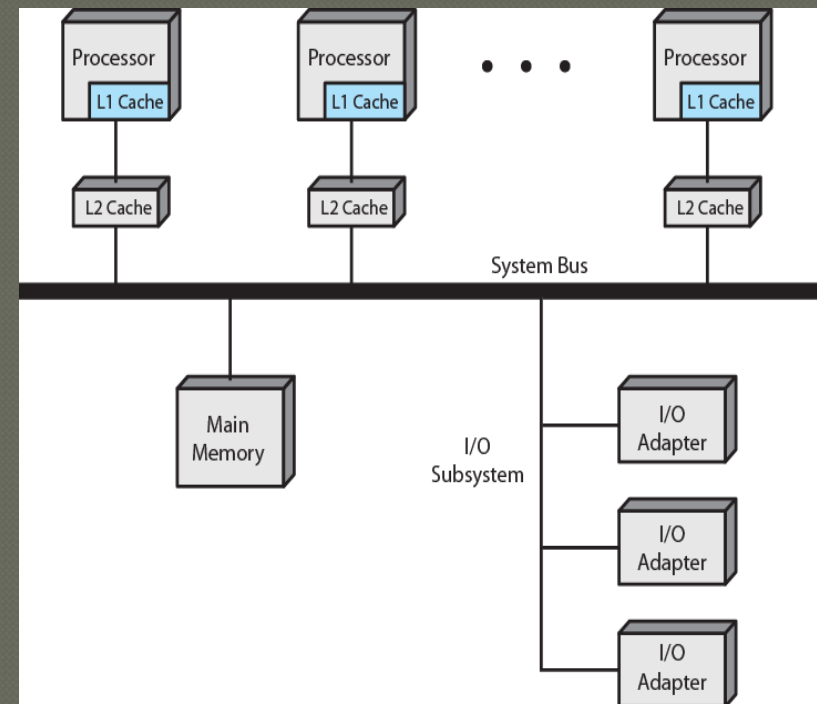 Processor
L1 Cache
Processor
L1 Cache
Processor
L1 Cache
L2 Cache
L2 Cache
L2 Cache
System Bus
Main
Memory
I/O
Subsystem
I/O
Adapter
I/O
Adapter
I/O
Adapter